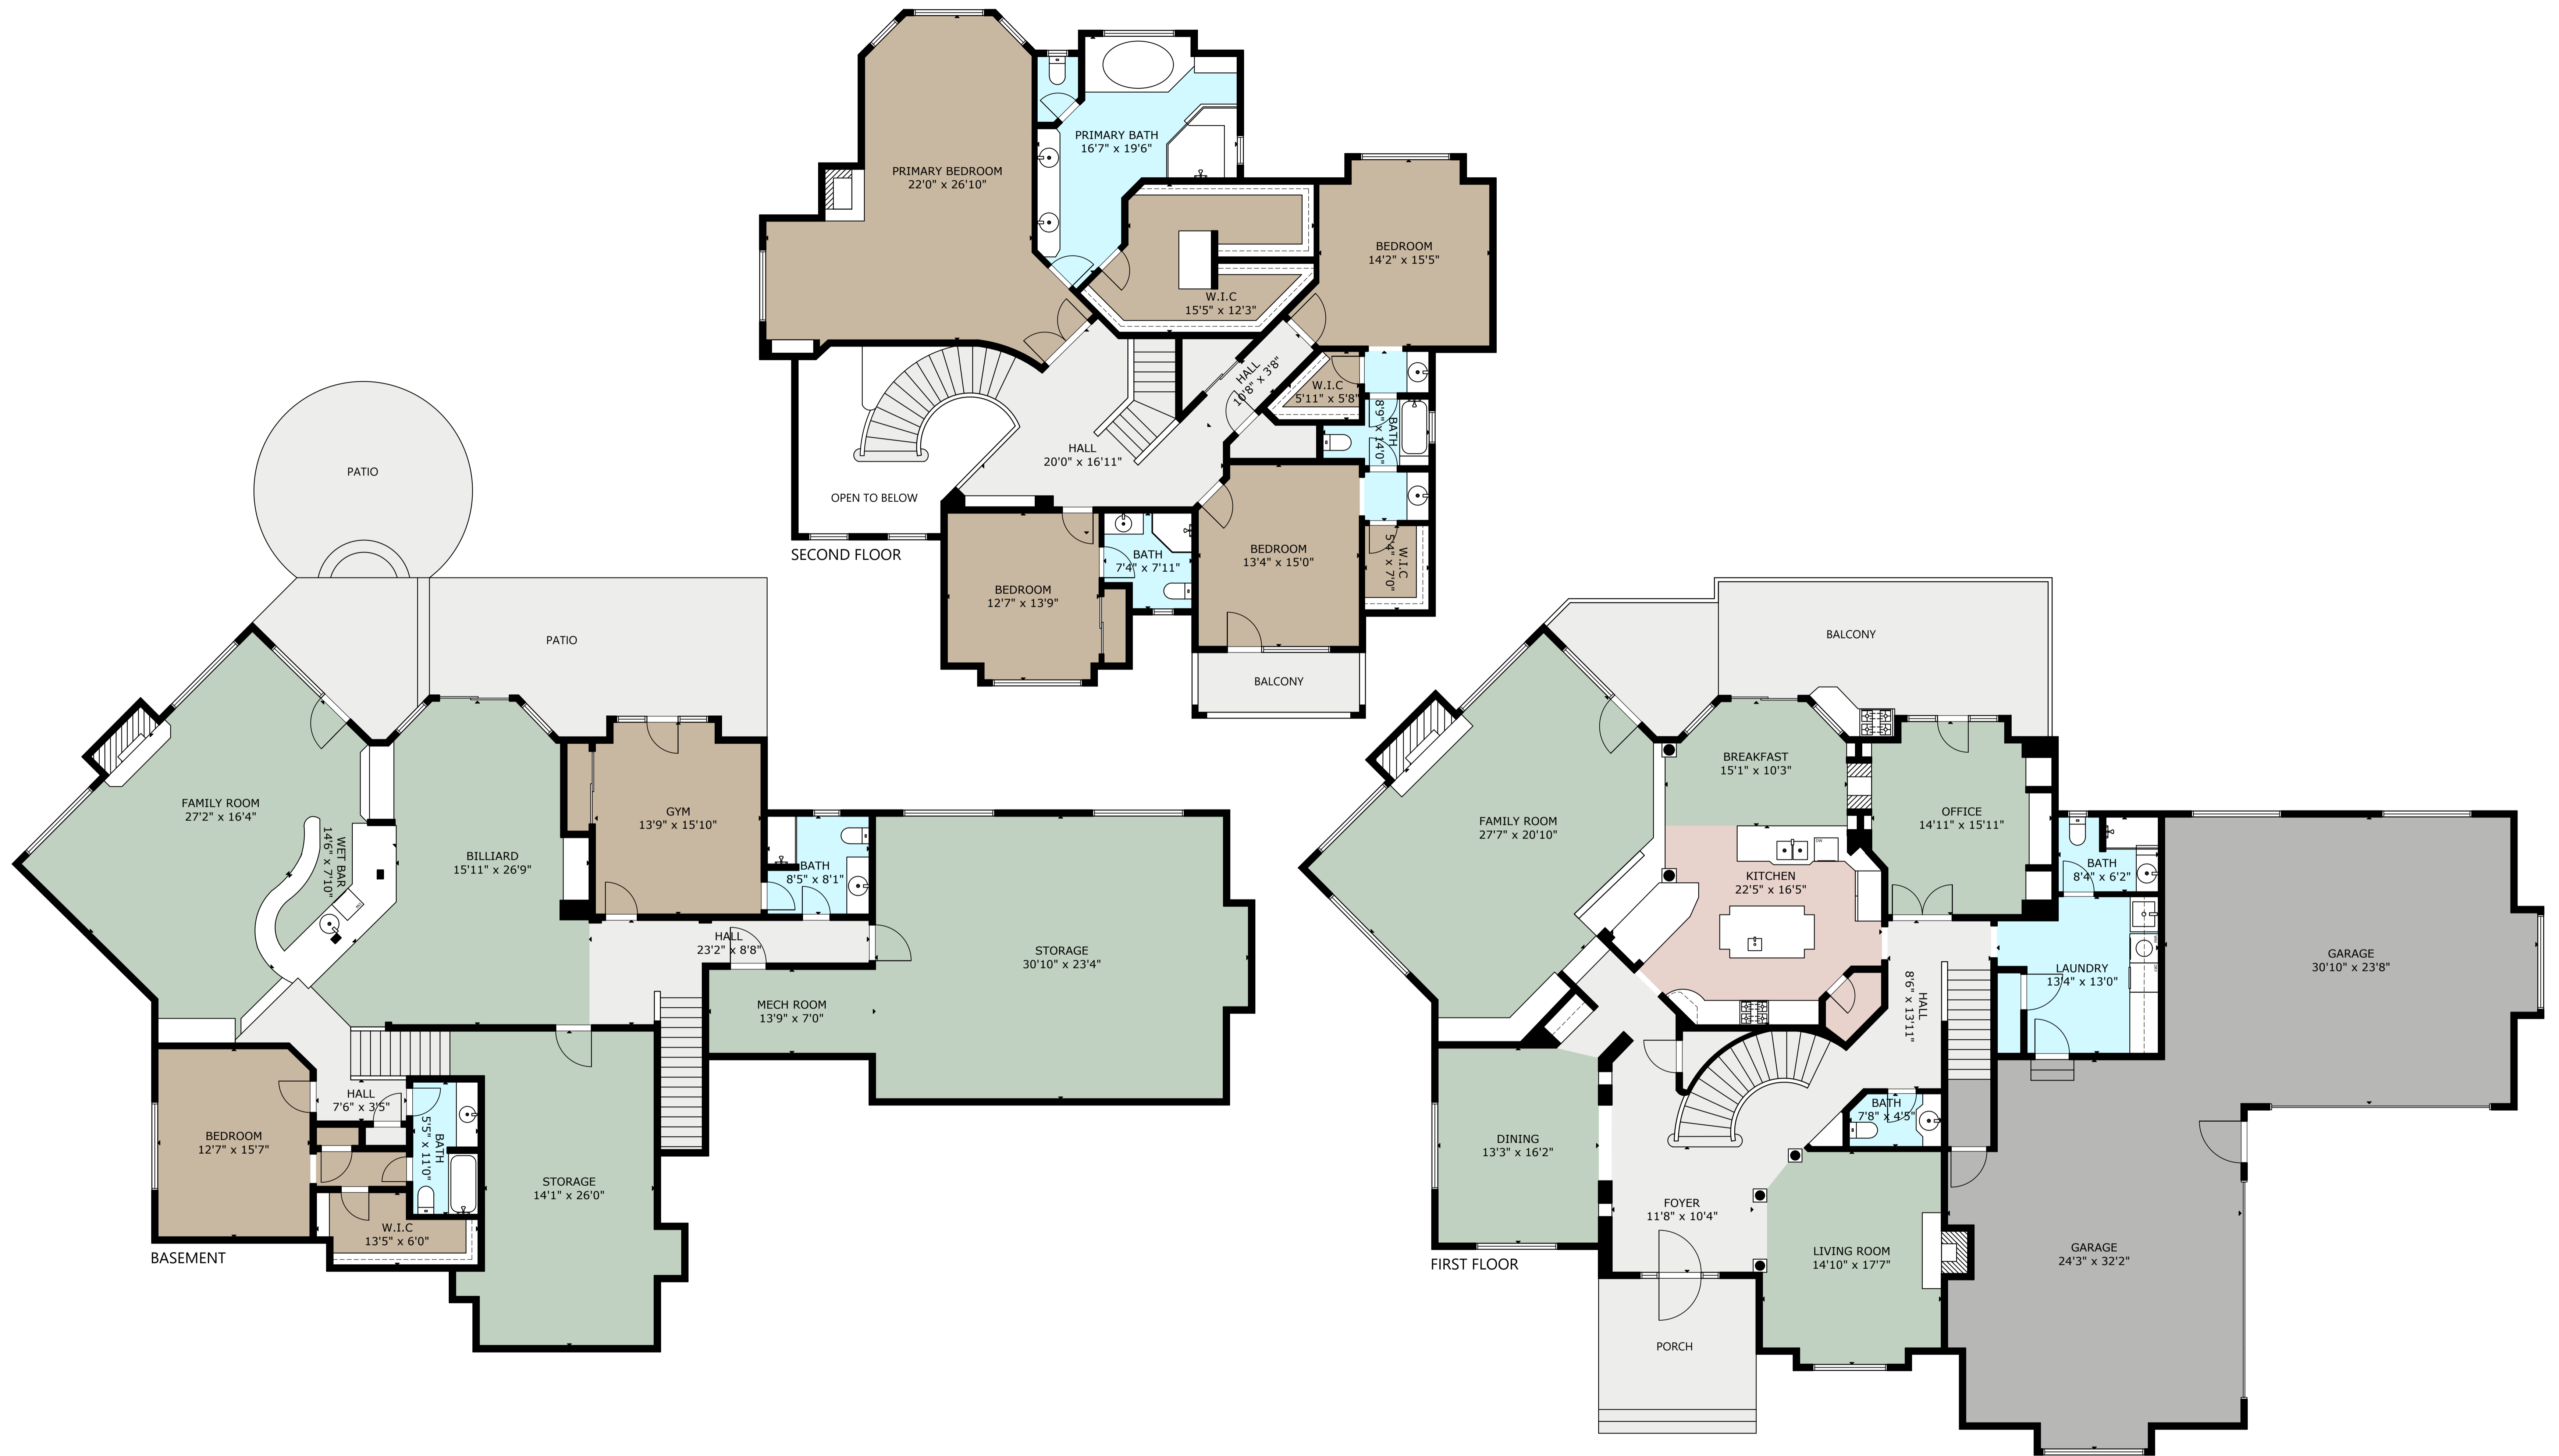 PRIMARY BEDROOM
22'0" x 26'10"
PRIMARY BATH
16'7" x 19'6"
W.I.C
15'5" x 12'3"
BEDROOM
14'2" x 15'5"
HALL
10'8" x 3'8"
W.I.C
5'11" x 5'8"
BATH
8'9" x 14'0"
HALL
20'0" x 16'11"
OPEN TO BELOW
BEDROOM
12'7" x 13'9"
BATH
7'4" x 7'11"
BEDROOM
13'4" x 15'0"
W.I.C
5'4" x 7'0"
BALCONY
SECOND FLOOR
PATIO
PATIO
FAMILY ROOM
27'2" x 16'4"
WET BAR
14'6" x 7'10"
BILLIARD
15'11" x 26'9"
GYM
13'9" x 15'10"
BATH
8'5" x 8'1"
HALL
23'2" x 8'8"
STORAGE
30'10" x 23'4"
MECH ROOM
13'9" x 7'0"
HALL
7'6" x 3'5"
BEDROOM
12'7" x 15'7"
BATH
5'5" x 11'0"
W.I.C
13'5" x 6'0"
STORAGE
14'1" x 26'0"
BASEMENT
BALCONY
FAMILY ROOM
27'7" x 20'10"
BREAKFAST
15'1" x 10'3"
OFFICE
14'11" x 15'11"
DW
KITCHEN
22'5" x 16'5"
BATH
8'4" x 6'2"
LAUNDRY
13'4" x 13'0"
HALL
8'6" x 13'11"
GARAGE
30'10" x 23'8"
DINING
13'3" x 16'2"
BATH
7'8" x 4'5"
FOYER
11'8" x 10'4"
LIVING ROOM
14'10" x 17'7"
GARAGE
24'3" x 32'2"
PORCH
FIRST FLOOR